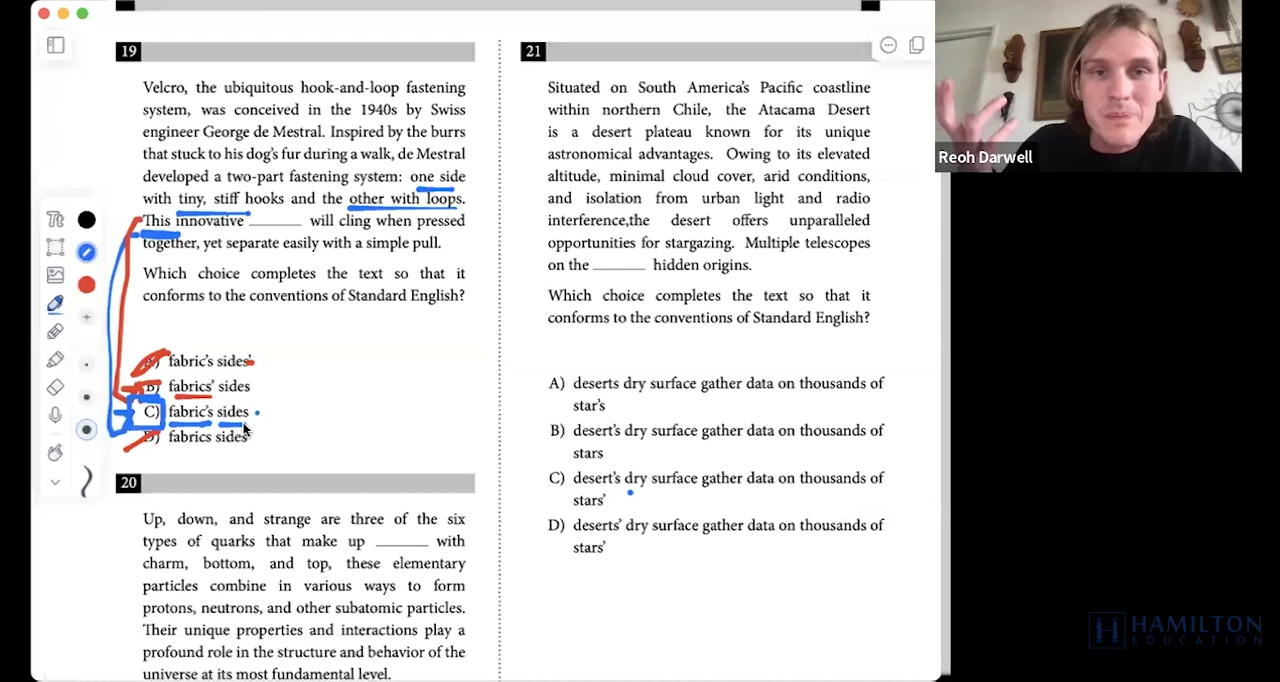 19
Velcro, the ubiquitous hook-and-loop fastening
system, was conceived in the 1940s by Swiss
engineer George de Mestral. Inspired by the burrs
that stuck to his dog's fur during a walk, de Mestral
developed a two-part fastening system: one side
with tiny, stiff hooks and the other with loops.
This innovative ______ will cling when pressed
together, yet separate easily with a simple pull.
Which choice completes the text so that it
conforms to the conventions of Standard English?
A) fabric's sides'
B) fabrics' sides
C) fabric's sides
D) fabrics sides'
20
Up, down, and strange are three of the six
types of quarks that make up ______ with
charm, bottom, and top, these elementary
particles combine in various ways to form
protons, neutrons, and other subatomic particles.
Their unique properties and interactions play a
profound role in the structure and behavior of the
universe at its most fundamental level.
21
Situated on South America's Pacific coastline
within northern Chile, the Atacama Desert
is a desert plateau known for its unique
astronomical advantages. Owing to its elevated
altitude, minimal cloud cover, arid conditions,
and isolation from urban light and radio
interference,the desert offers unparalleled
opportunities for stargazing. Multiple telescopes
on the ______ hidden origins.
Which choice completes the text so that it
conforms to the conventions of Standard English?
A) deserts dry surface gather data on thousands of
star's
B) desert's dry surface gather data on thousands of
stars
C) desert's dry surface gather data on thousands of
stars'
D) deserts' dry surface gather data on thousands of
stars'
Reoh Darwell
HAMILTON
EDUCATION
Tt